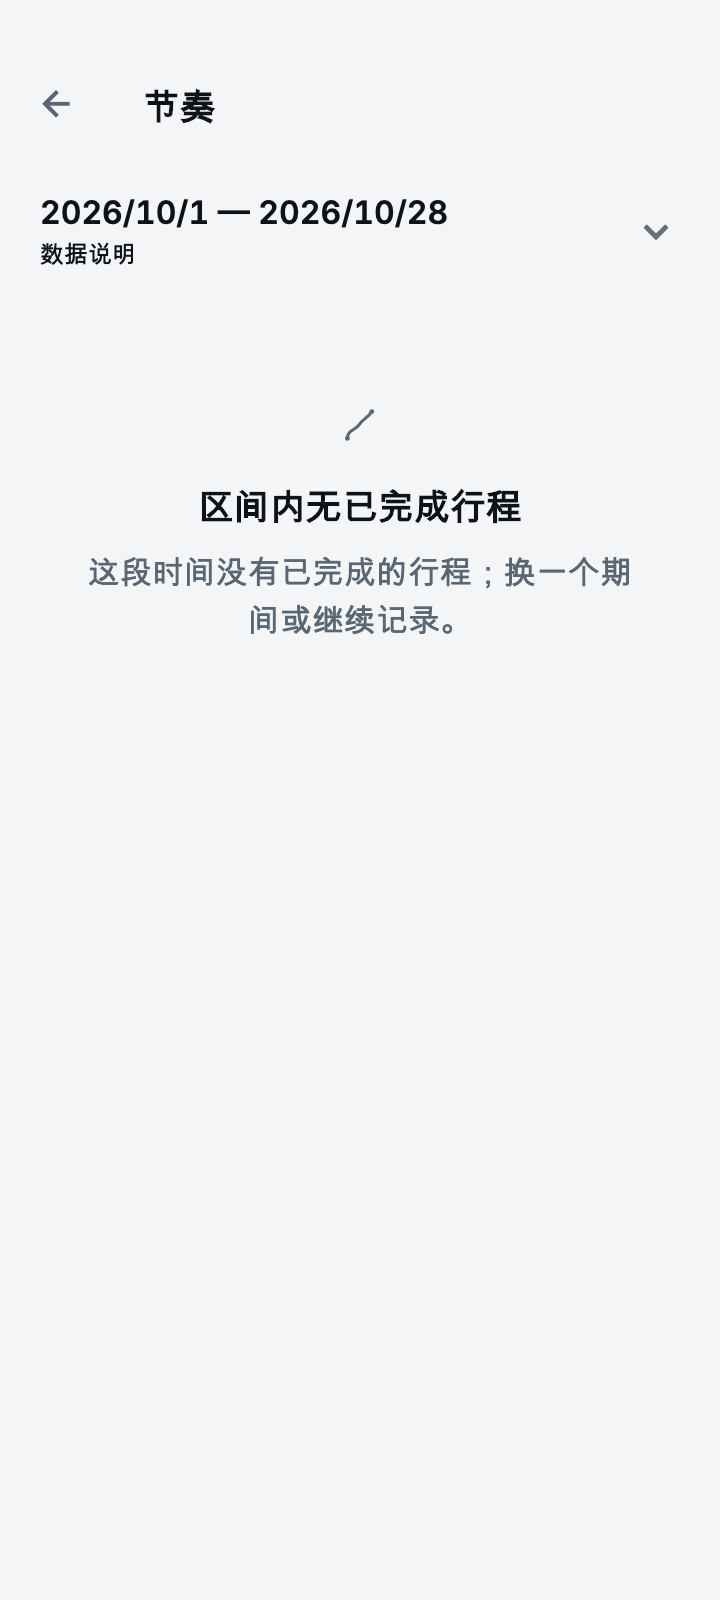 节奏
2026/10/1 — 2026/10/28
数据说明
区间内无已完成行程
这段时间没有已完成的行程；换一个期
间或继续记录。